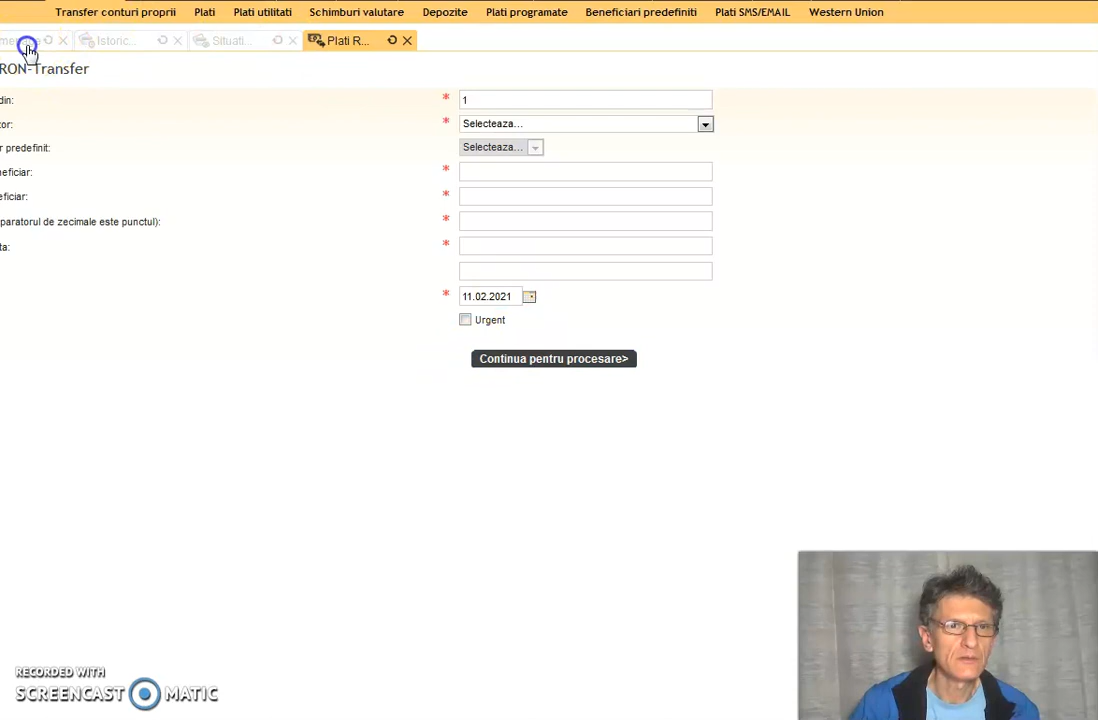 Transfer conturi proprii Plati Plati utilitati Schimburi valutare Depozite Plati programate Beneficiari predefiniti Plati SMS/EMAIL Western Union
Istoric... Situati... Plati R...
RON-Transfer
din: * 1
tor: * Selecteaza...
r predefinit: Selecteaza...
neficiar: *
eficiar: *
paratorul de zecimale este punctul): *
ta: *
* 11.02.2021
Urgent
Continua pentru procesare>
RECORDED WITH
SCREENCAST MATIC